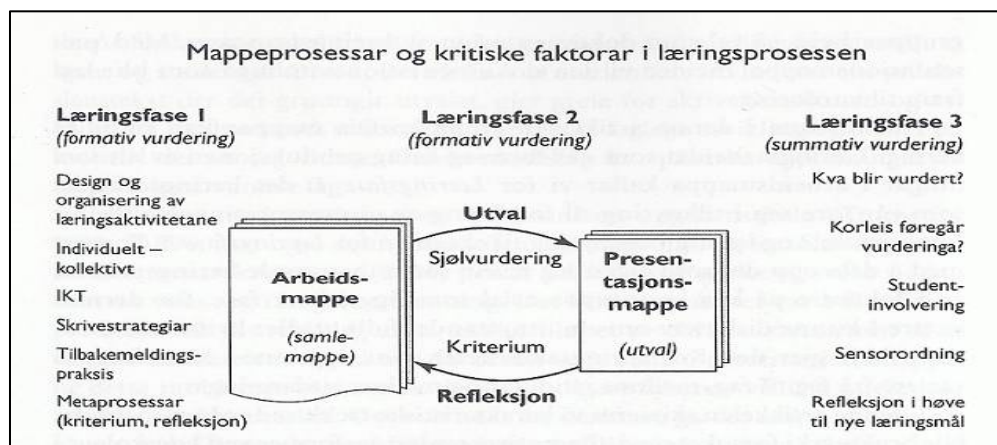 Mappeprosessar og kritiske faktorar i læringsprosessen
Læringsfase 1
(formativ vurdering)
Design og
organisering av
læringsaktivitetane
Individuelt –
kollektivt
IKT
Skrivestrategiar
Tilbakemeldings-
praksis
Metaprosessar
(kriterium, refleksjon)
Læringsfase 2
(formativ vurdering)
Arbeids-
mappe
(samle-
mappe)
Utval
Sjølvurdering
Kriterium
Refleksjon
Presen-
tasjons-
mappe
(utval)
Læringsfase 3
(summativ vurdering)
Kva blir vurdert?
Korleis føregår
vurderinga?
Student-
involvering
Sensorordning
Refleksjon i høve
til nye læringsmål